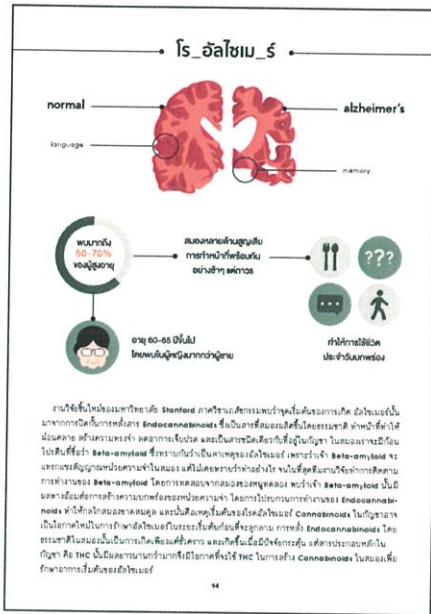 โร_อัลไซเม_ร์
normal
alzheimer's
language
memory
พบมากถึง
50-70%
ของผู้สูงอายุ
สมองหลายด้านสูญเสีย
การทำหน้าที่พร้อมกัน
อย่างช้าๆ แต่ถาวร
???
อายุ 60-65 ปีขึ้นไป
โดยพบในผู้หญิงมากกว่าผู้ชาย
ทำให้การใช้ชีวิต
ประจำวันบกพร่อง
งานวิจัยชิ้นใหม่ของมหาวิทยาลัย Stanford ภาควิชาเภสัชกรรมพบว่าจุดเริ่มต้นของการเกิด อัลไซเมอร์นั้น
มาจากการปิดกั้นการหลั่งสาร Endocannabinoids ซึ่งเป็นสารที่สมองผลิตขึ้นโดยธรรมชาติ ทำหน้าที่ทำให้
ผ่อนคลาย สร้างความทรงจำ ลดอาการเจ็บปวด และเป็นสารชนิดเดียวกับที่อยู่ในกัญชา ในสมองเราจะมีก้อน
โปรตีนที่ชื่อว่า Beta-amyloid ซึ่งทราบกันว่าเป็นสาเหตุของอัลไซเมอร์ เพราะว่าเจ้า Beta-amyloid จะ
แทรกแซงสัญญาณหน่วยความจำในสมอง แต่ไม่เคยทราบว่าทำอย่างไร จนในที่สุดทีมงานวิจัยทำการติดตาม
การทำงานของ Beta-amyloid โดยการทดสอบจากสมองของหนูทดลอง พบว่าเจ้า Beta-amyloid นั้นมี
ผลทางอ้อมต่อการสร้างความบกพร่องของหน่วยความจำ โดยการไปรบกวนการทำงานของ Endocannabi-
noids ทำให้กลไกสมองขาดสมดุล และนั่นคือเหตุเริ่มต้นของโรคอัลไซเมอร์ Cannabinoids ในกัญชาอาจ
เป็นโอกาสใหม่ในการรักษาอัลไซเมอร์ในระยะเริ่มต้นก่อนที่จะลุกลาม การหลั่ง Endocannabinoids โดย
ธรรมชาติในสมองนั้นเป็นการเกิดเพียงแค่ชั่วคราว และเกิดขึ้นเมื่อมีปัจจัยกระตุ้น แต่สารประกอบหลักใน
กัญชา คือ THC นั้นมีผลยาวนานกว่ามากจึงมีโอกาสที่จะใช้ THC ในการสร้าง Cannabinoids ในสมองเพื่อ
รักษาอาการเริ่มต้นของอัลไซเมอร์
14